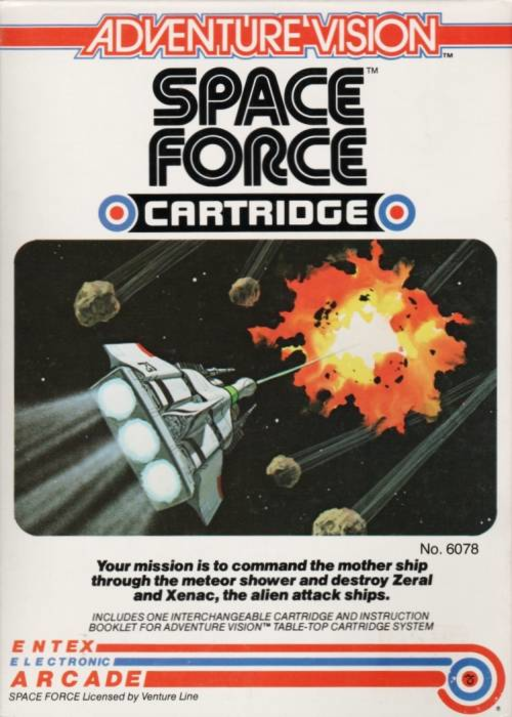 ADVENTURE VISION™
SPACE™
FORCE
CARTRIDGE
No. 6078
Your mission is to command the mother ship
through the meteor shower and destroy Zeral
and Xenac, the alien attack ships.
INCLUDES ONE INTERCHANGEABLE CARTRIDGE AND INSTRUCTION
BOOKLET FOR ADVENTURE VISION™ TABLE-TOP CARTRIDGE SYSTEM
ENTEX
ELECTRONIC
ARCADE
®
SPACE FORCE Licensed by Venture Line